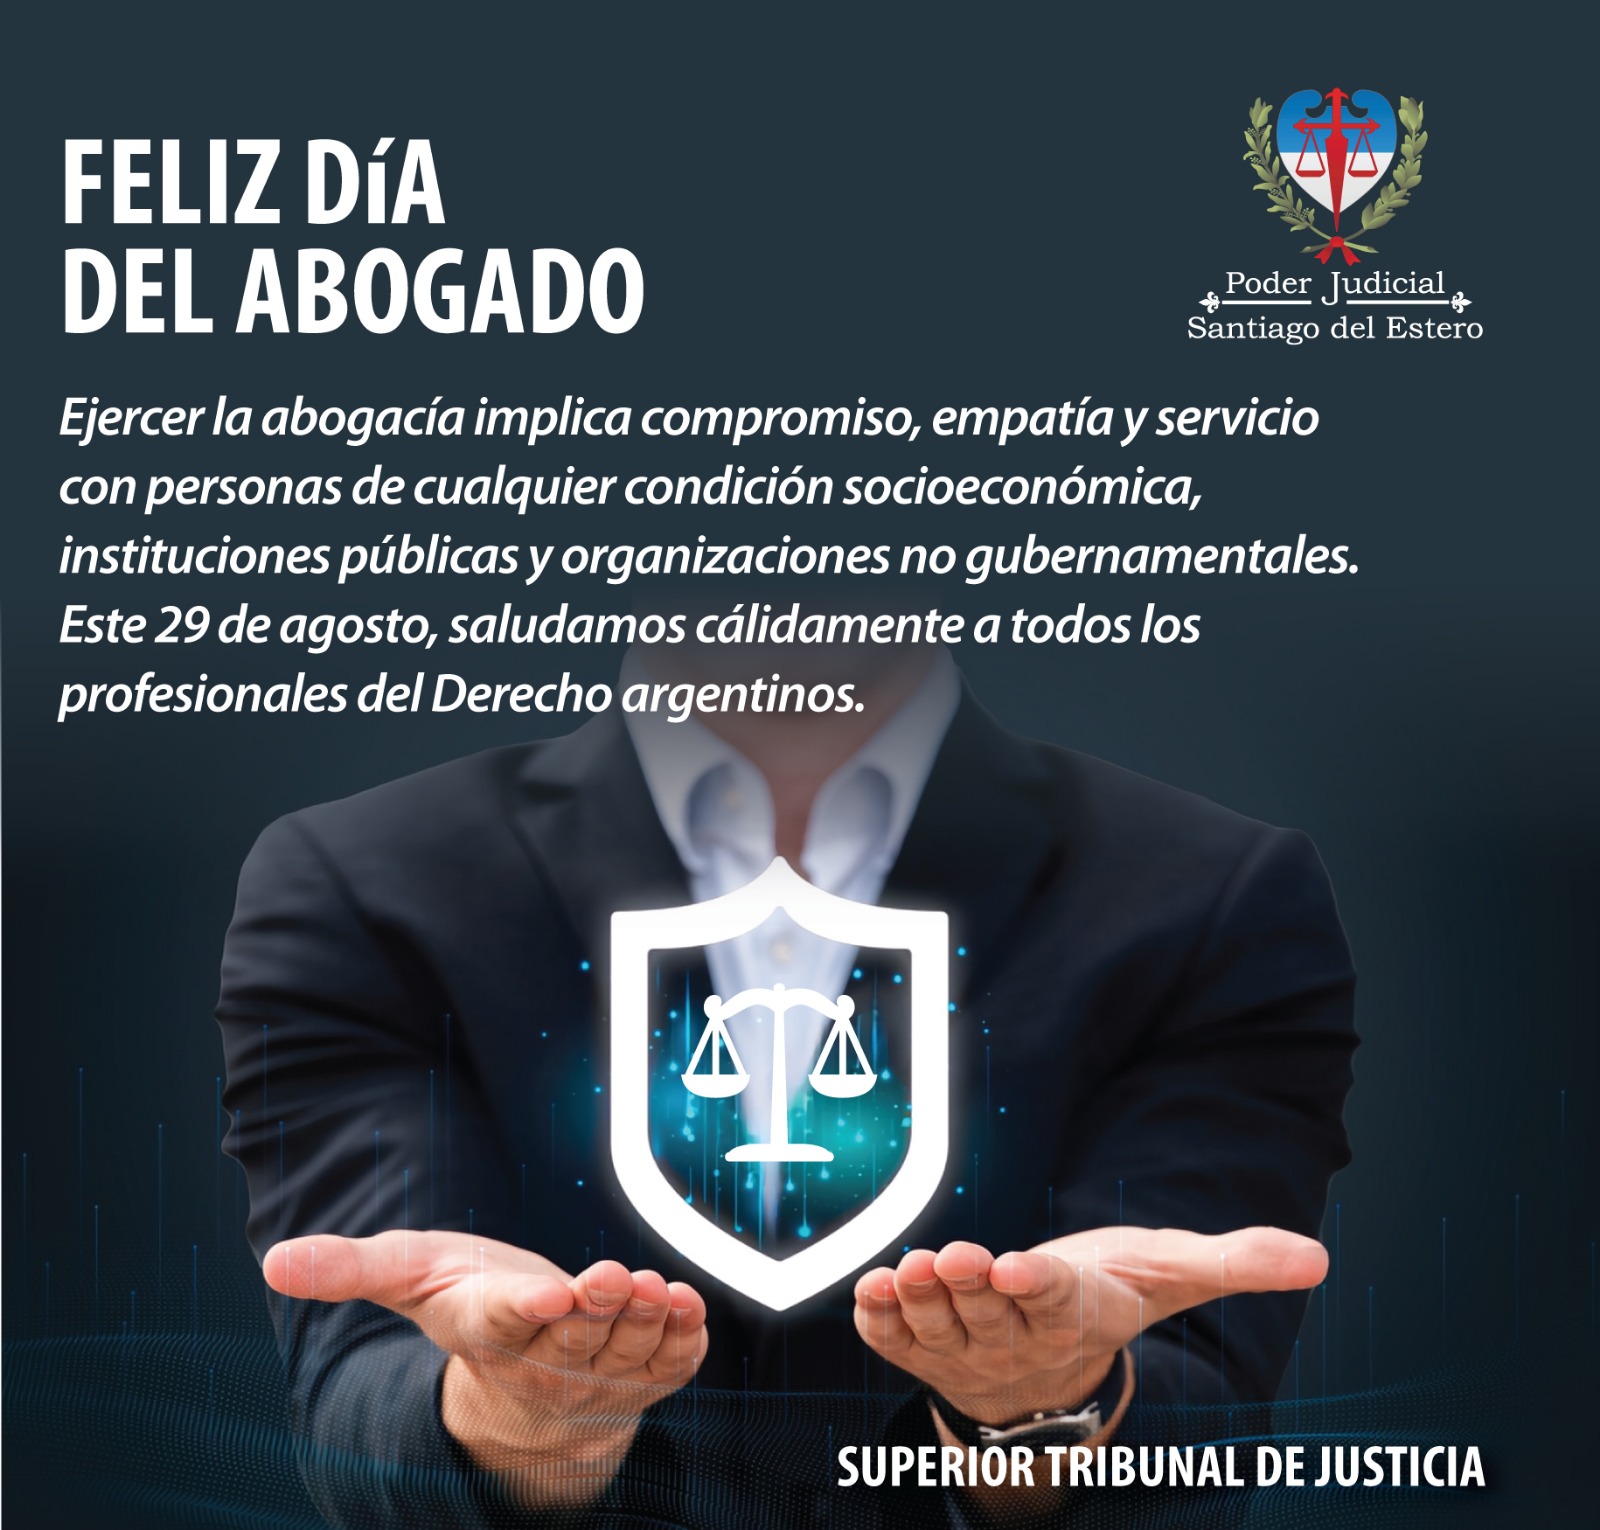 FELIZ DíA
DEL ABOGADO
Poder Judicial
Santiago del Estero
Ejercer la abogacía implica compromiso, empatía y servicio
con personas de cualquier condición socioeconómica,
instituciones públicas y organizaciones no gubernamentales.
Este 29 de agosto, saludamos cálidamente a todos los
profesionales del Derecho argentinos.
SUPERIOR TRIBUNAL DE JUSTICIA